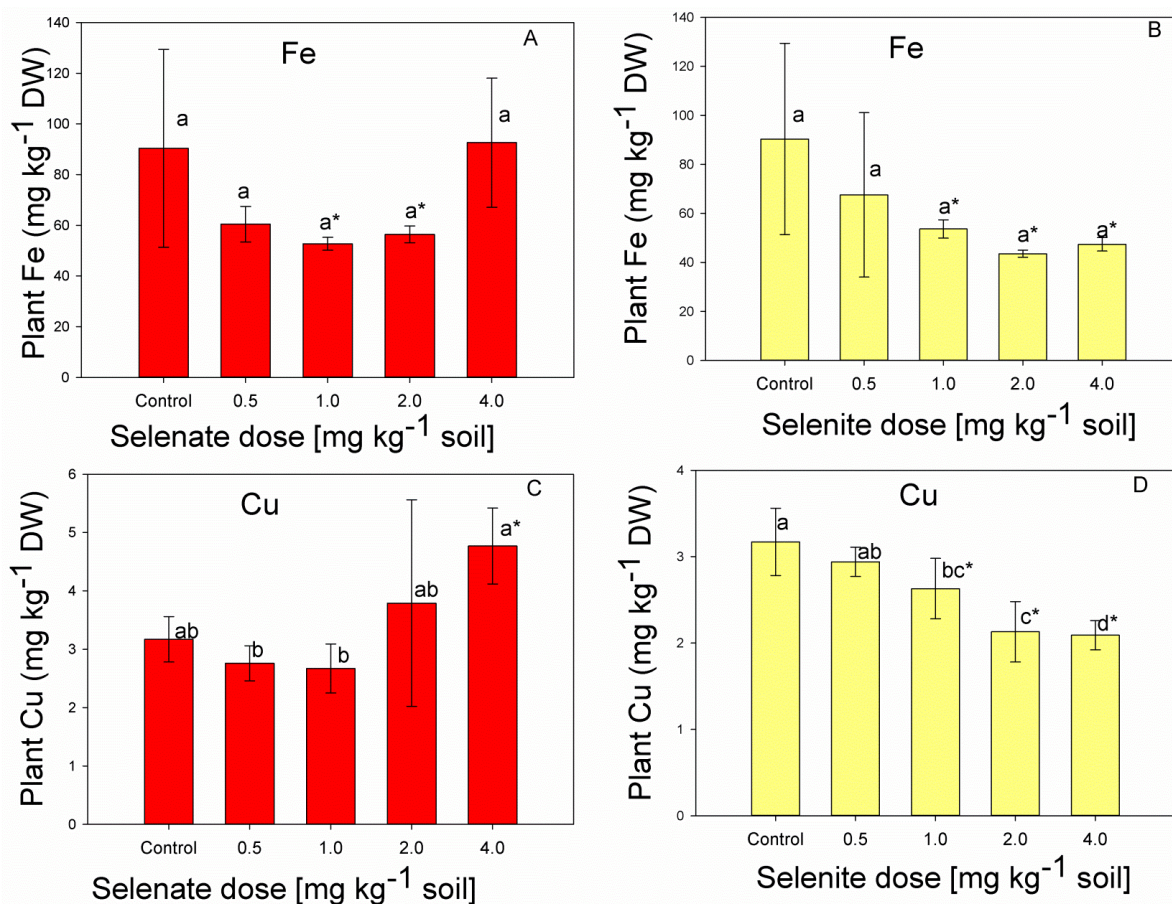 A
Fe
Plant Fe (mg kg⁻¹ DW)
140
120
100
80
60
40
20
0
a
a
a*
a*
a
Control 0.5 1.0 2.0 4.0
Selenate dose [mg kg⁻¹ soil]
B
Fe
Plant Fe (mg kg⁻¹ DW)
140
120
100
80
60
40
20
0
a
a
a*
a*
a*
Control 0.5 1.0 2.0 4.0
Selenite dose [mg kg⁻¹ soil]
C
Cu
Plant Cu (mg kg⁻¹ DW)
6
5
4
3
2
1
0
ab
b
b
ab
a*
Control 0.5 1.0 2.0 4.0
Selenate dose [mg kg⁻¹ soil]
D
Cu
Plant Cu (mg kg⁻¹ DW)
4
3
2
1
0
a
ab
bc*
c*
d*
Control 0.5 1.0 2.0 4.0
Selenite dose [mg kg⁻¹ soil]